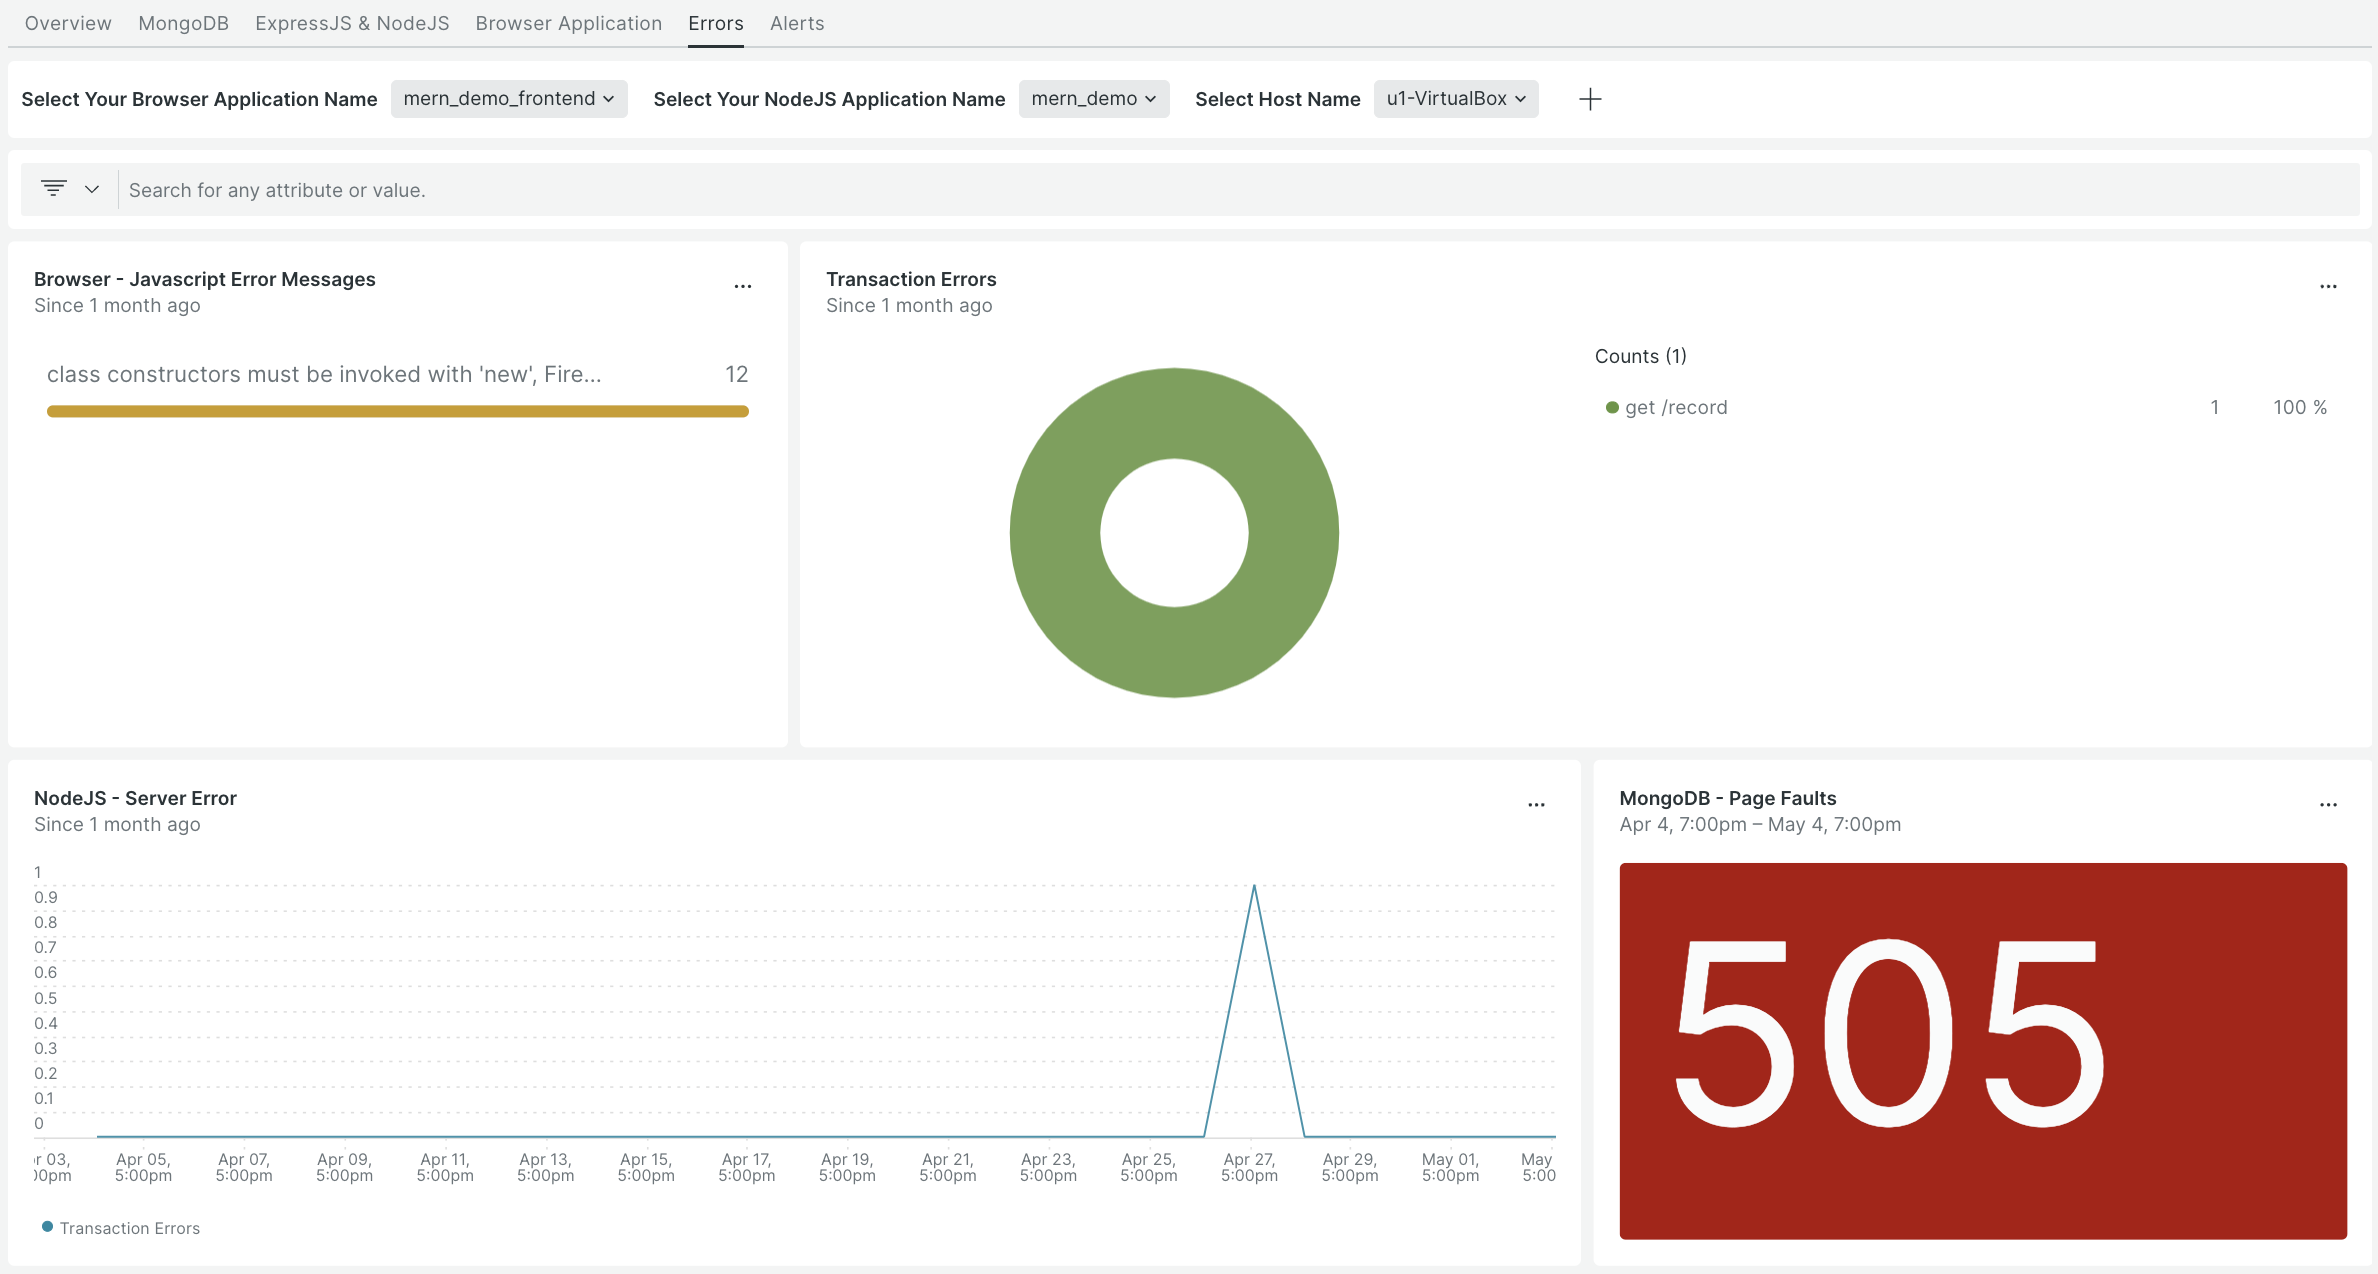 Overview MongoDB ExpressJS & NodeJS Browser Application Errors Alerts
Select Your Browser Application Name mern_demo_frontend Select Your NodeJS Application Name mern_demo Select Host Name u1-VirtualBox
Search for any attribute or value.
Browser - Javascript Error Messages
Since 1 month ago
class constructors must be invoked with 'new', Fire... 12
Transaction Errors
Since 1 month ago
Counts (1)
get /record 1 100 %
NodeJS - Server Error
Since 1 month ago
1
0.9
0.8
0.7
0.6
0.5
0.4
0.3
0.2
0.1
0
r 03, Apr 05, Apr 07, Apr 09, Apr 11, Apr 13, Apr 15, Apr 17, Apr 19, Apr 21, Apr 23, Apr 25, Apr 27, Apr 29, May 01, May
00pm 5:00pm 5:00pm 5:00pm 5:00pm 5:00pm 5:00pm 5:00pm 5:00pm 5:00pm 5:00pm 5:00pm 5:00pm 5:00pm 5:00pm 5:00
Transaction Errors
MongoDB - Page Faults
Apr 4, 7:00pm – May 4, 7:00pm
505